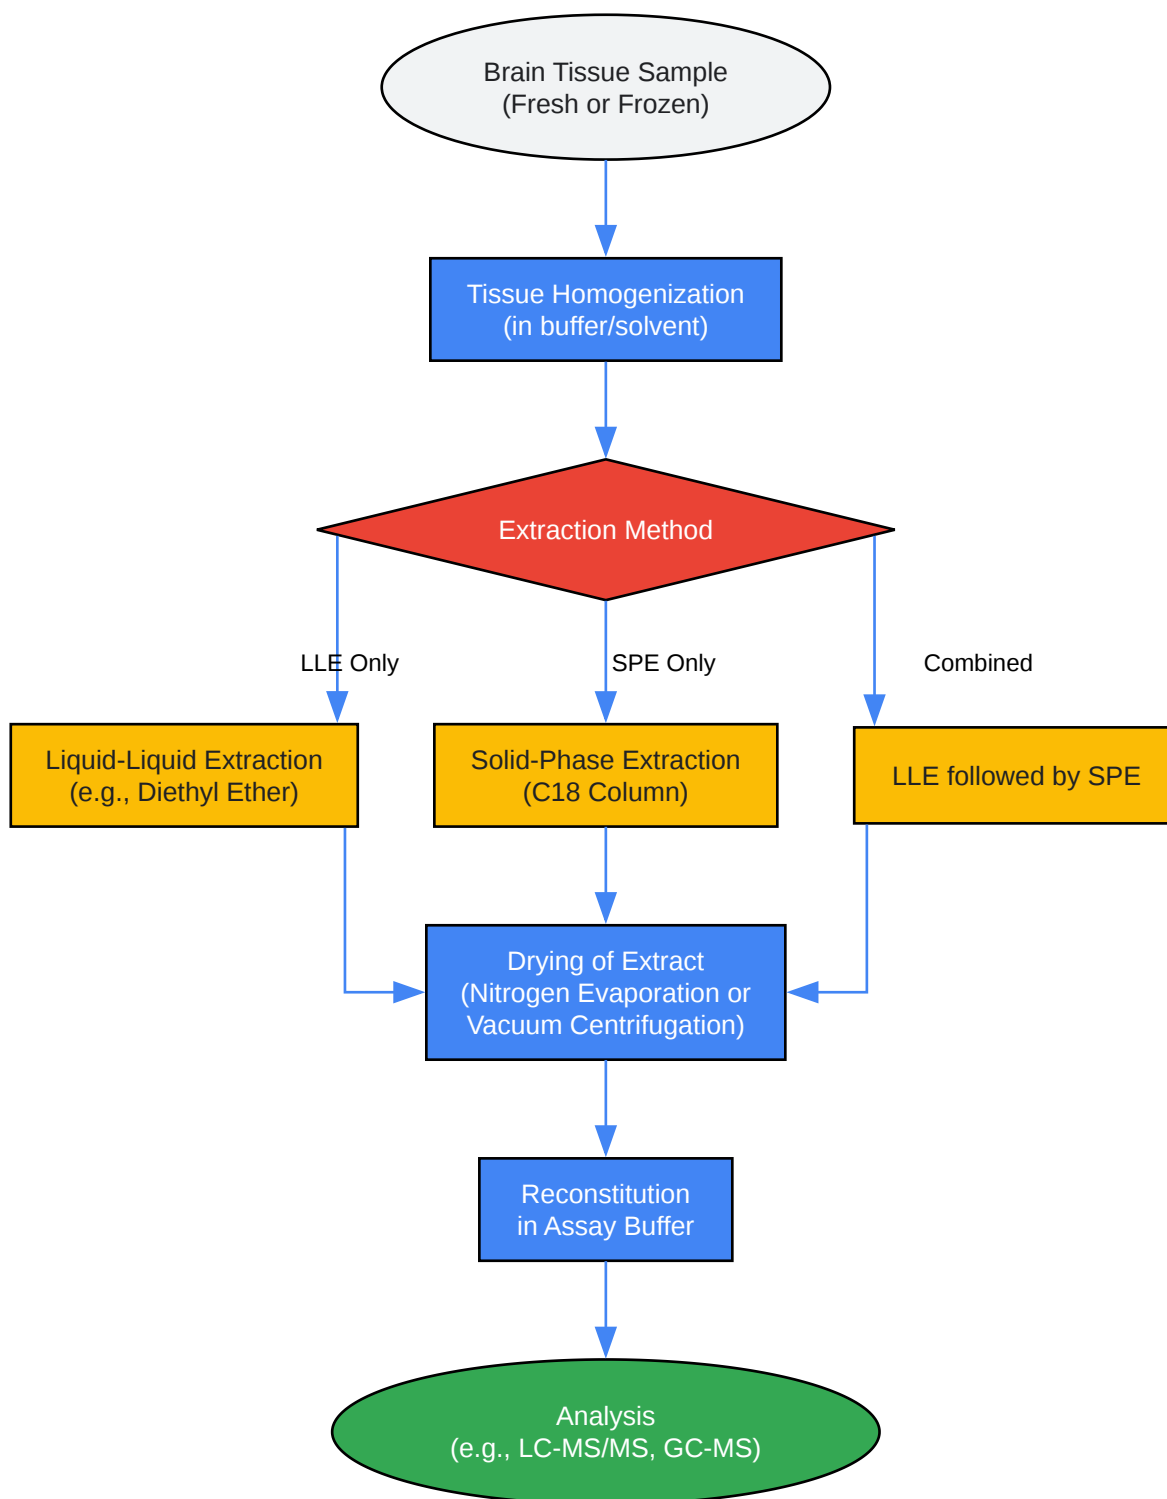 Brain Tissue Sample
(Fresh or Frozen)
Tissue Homogenization
(in buffer/solvent)
Extraction Method
LLE Only
SPE Only
Combined
Liquid-Liquid Extraction
(e.g., Diethyl Ether)
Solid-Phase Extraction
(C18 Column)
LLE followed by SPE
Drying of Extract
(Nitrogen Evaporation or
Vacuum Centrifugation)
Reconstitution
in Assay Buffer
Analysis
(e.g., LC-MS/MS, GC-MS)